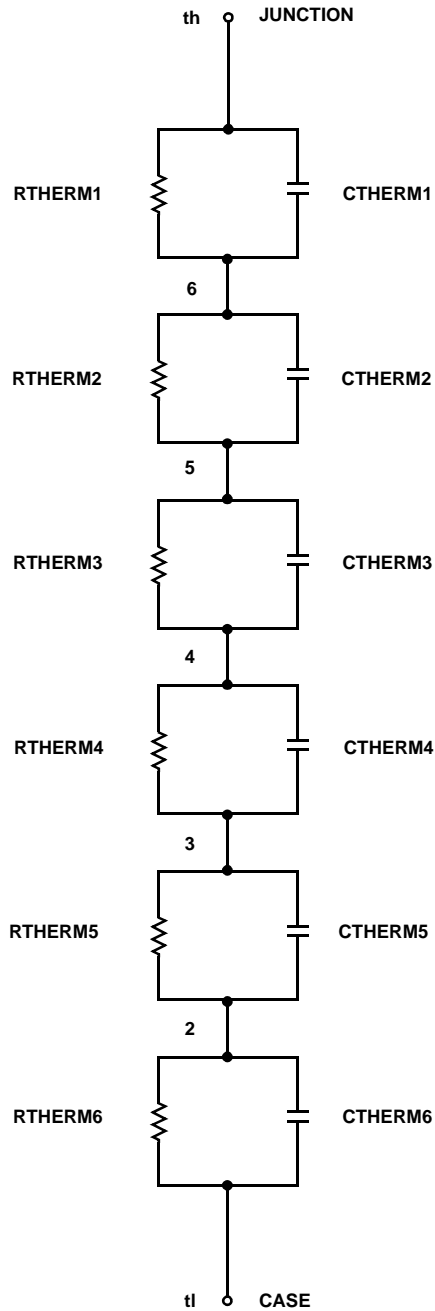 th JUNCTION
RTHERM1 CTHERM1
6
RTHERM2 CTHERM2
5
RTHERM3 CTHERM3
4
RTHERM4 CTHERM4
3
RTHERM5 CTHERM5
2
RTHERM6 CTHERM6
tl CASE